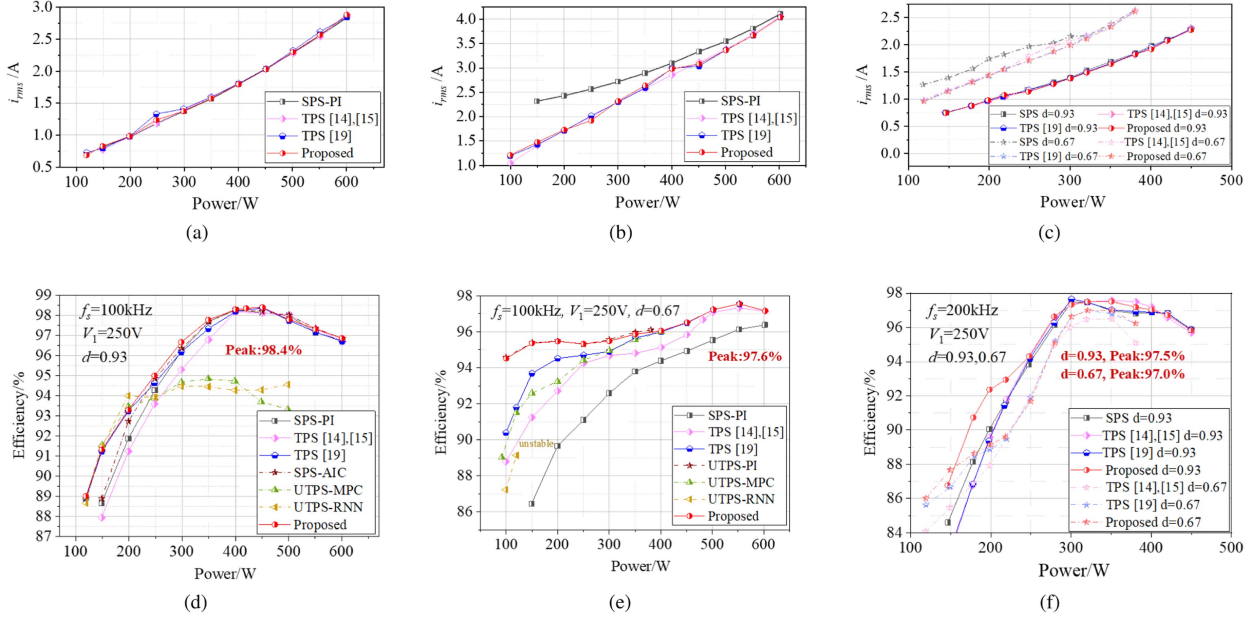 3.0
2.5
2.0
1.5
1.0
0.5
i_rms /A
SPS-PI
TPS [14],[15]
TPS [19]
Proposed
100 200 300 400 500 600
Power/W
(a)
4.0
3.5
3.0
2.5
2.0
1.5
1.0
i_rms /A
SPS-PI
TPS [14],[15]
TPS [19]
Proposed
100 200 300 400 500 600
Power/W
(b)
2.5
2.0
1.5
1.0
0.5
0.0
i_rms /A
SPS d=0.93 TPS [14],[15] d=0.93
TPS [19] d=0.93 Proposed d=0.93
SPS d=0.67 TPS [14],[15] d=0.67
TPS [19] d=0.67 Proposed d=0.67
100 200 300 400 500
Power/W
(c)
99
98
97
96
95
94
93
92
91
90
89
88
87
Efficiency/%
f_s=100kHz
V_1=250V
d=0.93
Peak:98.4%
SPS-PI
TPS [14],[15]
TPS [19]
SPS-AIC
UTPS-MPC
UTPS-RNN
Proposed
100 200 300 400 500 600
Power/W
(d)
98
96
94
92
90
88
86
Efficiency/%
f_s=100kHz, V_1=250V, d=0.67
Peak:97.6%
unstable
SPS-PI
TPS [14],[15]
TPS [19]
UTPS-PI
UTPS-MPC
UTPS-RNN
Proposed
100 200 300 400 500 600
Power/W
(e)
98
96
94
92
90
88
86
84
Efficiency/%
f_s=200kHz
V_1=250V
d=0.93,0.67
d=0.93, Peak:97.5%
d=0.67, Peak:97.0%
SPS d=0.93
TPS [14],[15] d=0.93
TPS [19] d=0.93
Proposed d=0.93
TPS [14],[15] d=0.67
TPS [19] d=0.67
Proposed d=0.67
100 200 300 400 500
Power/W
(f)